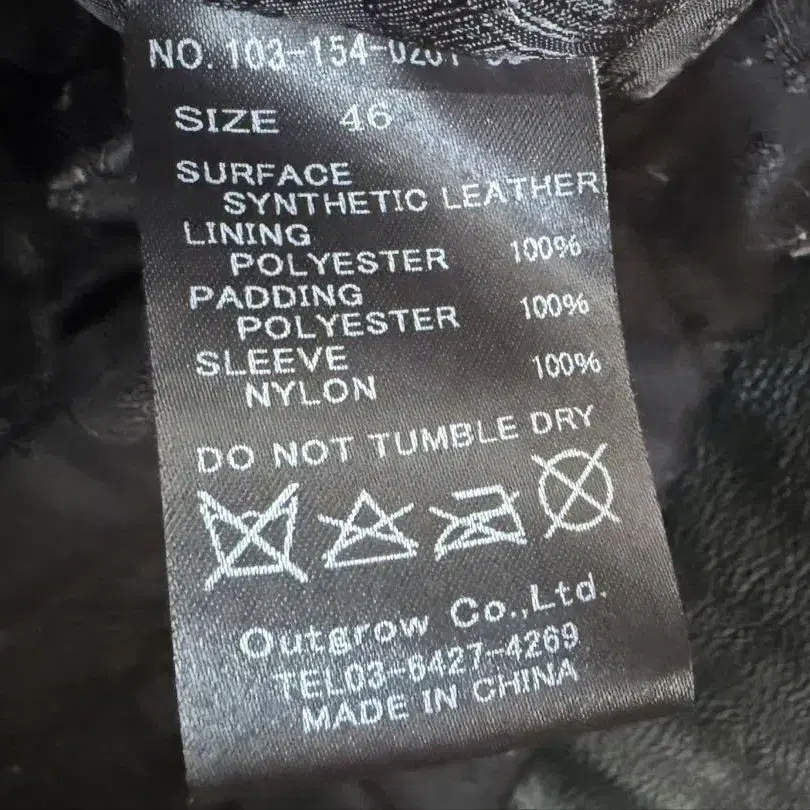 NO. 103-154-0201
SIZE 46
SURFACE
SYNTHETIC LEATHER
LINING
POLYESTER 100%
PADDING
POLYESTER 100%
SLEEVE
NYLON 100%
DO NOT TUMBLE DRY
Outgrow Co.,Ltd.
TEL03-6427-4269
MADE IN CHINA